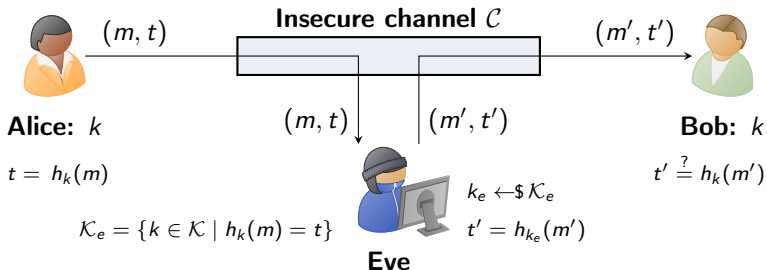 Insecure channel 𝒞
(m, t)
(m′, t′)
(m, t)
(m′, t′)
Alice: k
Bob: k
t = h_k(m)
t′ ≟ h_k(m′)
k_e ←$ 𝒦_e
𝒦_e = {k ∈ 𝒦 | h_k(m) = t}
t′ = h_{k_e}(m′)
Eve